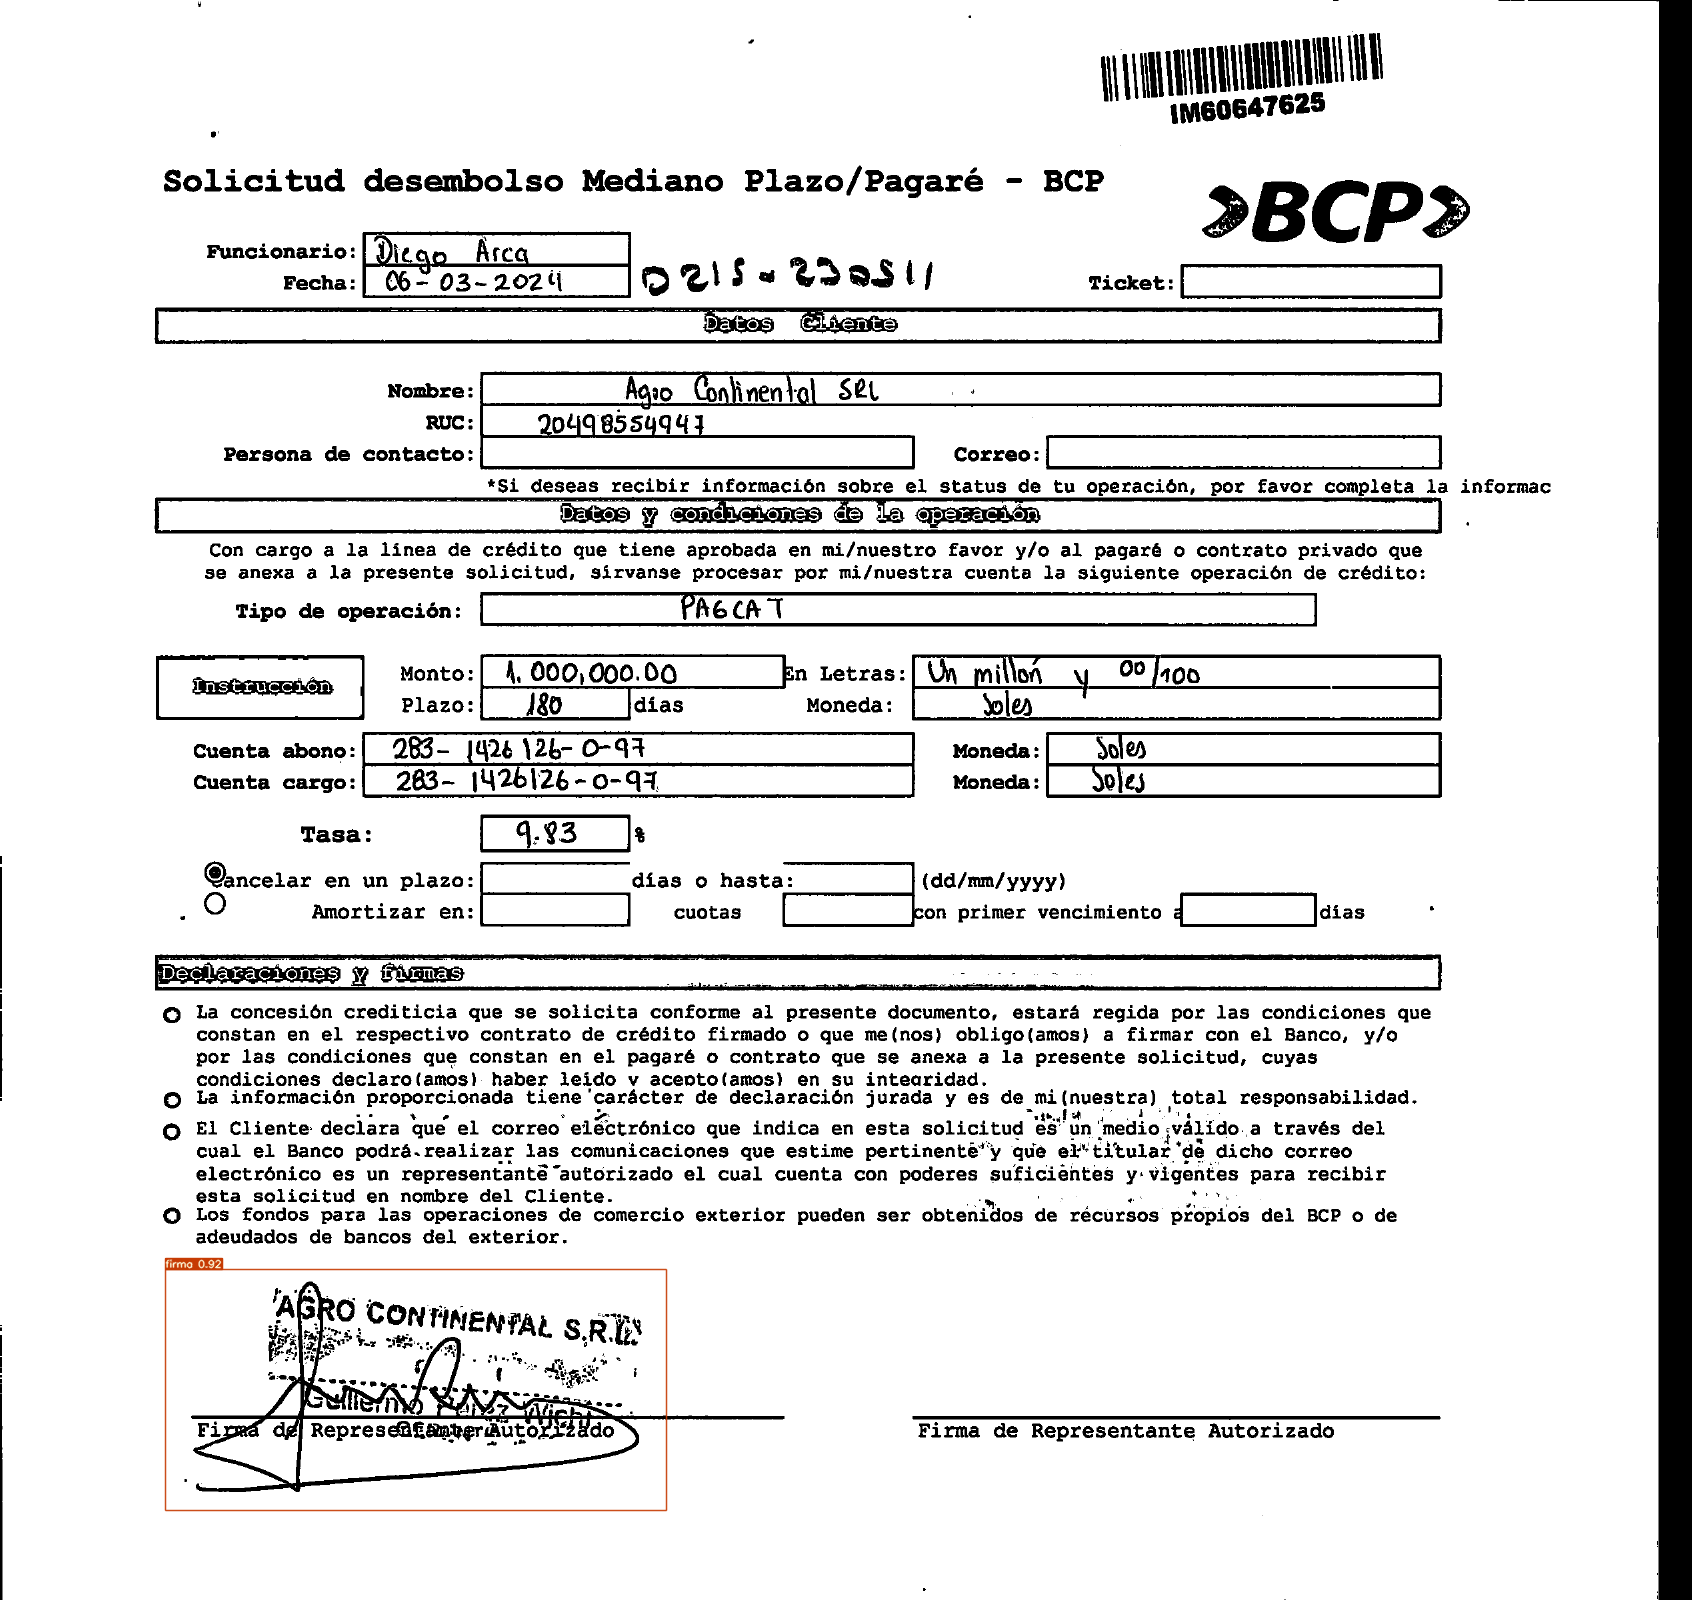 IM60647625
Solicitud desembolso Mediano Plazo/Pagaré - BCP
BCP
Funcionario: Diego Arca
Fecha: 06-03-2024
0215-230511
Ticket:
Datos Cliente
Nombre: Agro Continental SRL
RUC: 20498554947
Persona de contacto: Correo:
*Si deseas recibir información sobre el status de tu operación, por favor completa la informac
Datos y condiciones de la operación
Con cargo a la línea de crédito que tiene aprobada en mi/nuestro favor y/o al pagaré o contrato privado que
se anexa a la presente solicitud, sírvanse procesar por mi/nuestra cuenta la siguiente operación de crédito:
Tipo de operación: PAGCAT
Instrucción
Monto: 1,000,000.00 En Letras: Un millón y 00/100
Plazo: 180 días Moneda: Soles
Cuenta abono: 283-1426126-0-97 Moneda: Soles
Cuenta cargo: 283-1426126-0-97 Moneda: Soles
Tasa: 9.83 %
Cancelar en un plazo: días o hasta: (dd/mm/yyyy)
Amortizar en: cuotas con primer vencimiento a días
Declaraciones y firmas
La concesión crediticia que se solicita conforme al presente documento, estará regida por las condiciones que
constan en el respectivo contrato de crédito firmado o que me(nos) obligo(amos) a firmar con el Banco, y/o
por las condiciones que constan en el pagaré o contrato que se anexa a la presente solicitud, cuyas
condiciones declaro(amos) haber leído y acepto(amos) en su integridad.
La información proporcionada tiene carácter de declaración jurada y es de mi(nuestra) total responsabilidad.
El Cliente declara que el correo electrónico que indica en esta solicitud es un medio válido a través del
cual el Banco podrá realizar las comunicaciones que estime pertinente y que el titular de dicho correo
electrónico es un representante autorizado el cual cuenta con poderes suficientes y vigentes para recibir
esta solicitud en nombre del Cliente.
Los fondos para las operaciones de comercio exterior pueden ser obtenidos de recursos propios del BCP o de
adeudados de bancos del exterior.
firma 0.92
AGRO CONTINENTAL S.R.L.
Guillermo Pérez Wicht
Firma de Representante Autorizado
Firma de Representante Autorizado